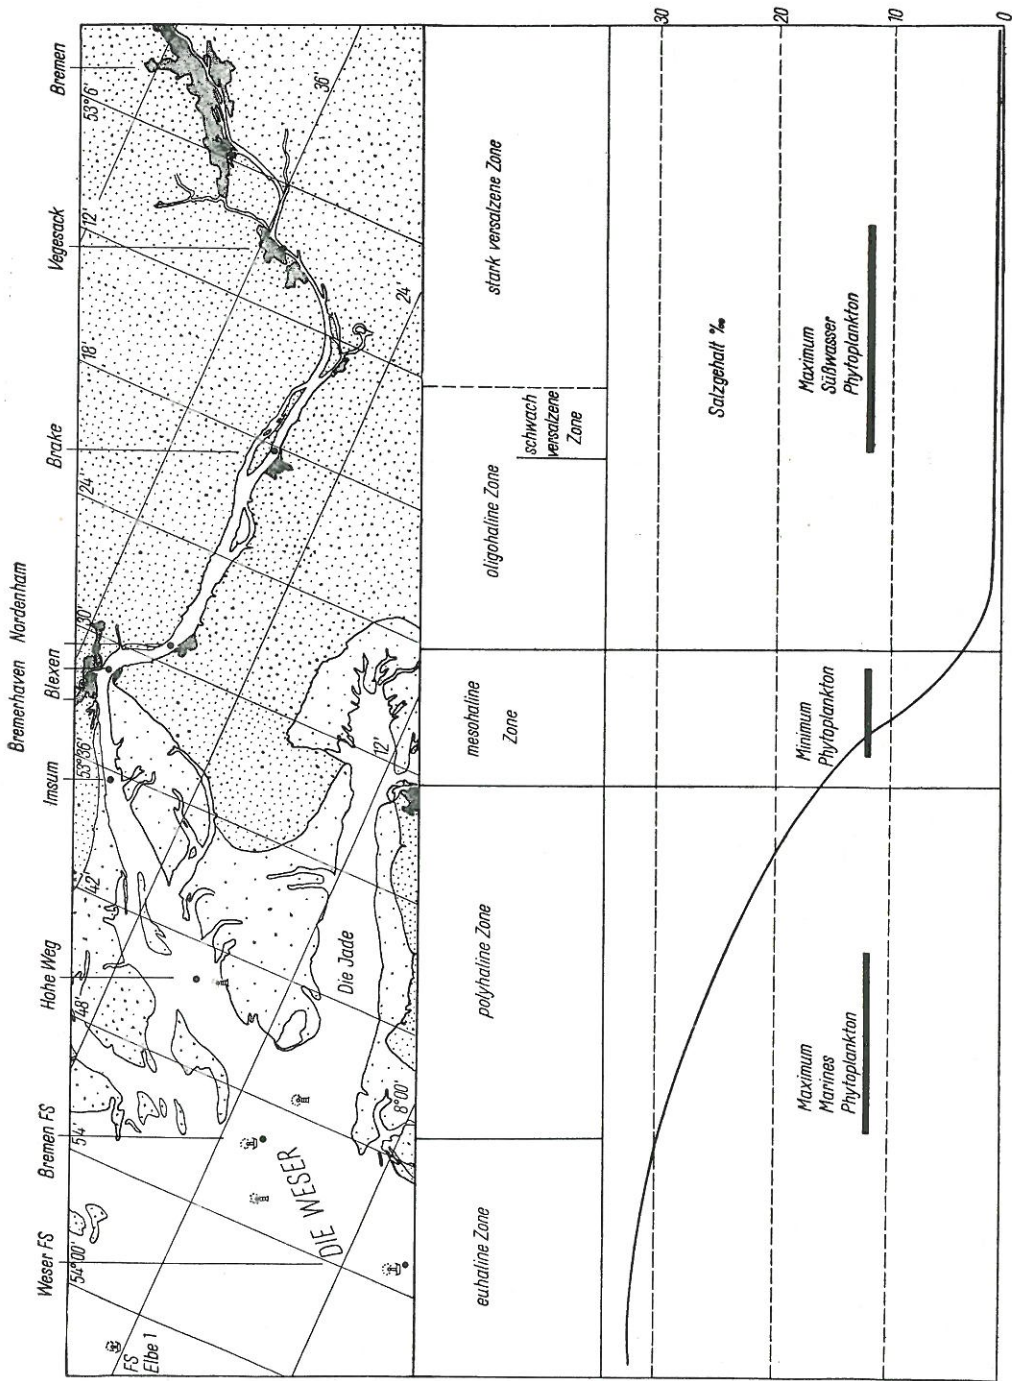 Weser FS
Bremen FS
Hohe Weg
Imsum
Bremerhaven
Blexen
Nordenham
Brake
Vegesack
Bremen
54°00'
54'
48'
42'
53°36'
30'
24'
18'
12'
53°6'
FS
Elbe 1
DIE WESER
8°00'
Die Jade
12'
24'
36'
euhaline Zone
polyhaline Zone
mesohaline
Zone
oligohaline Zone
schwach
versalzene
Zone
stark versalzene Zone
Salzgehalt ‰
30
20
10
0
Maximum
Marines
Phytoplankton
Minimum
Phytoplankton
Maximum
Süßwasser
Phytoplankton